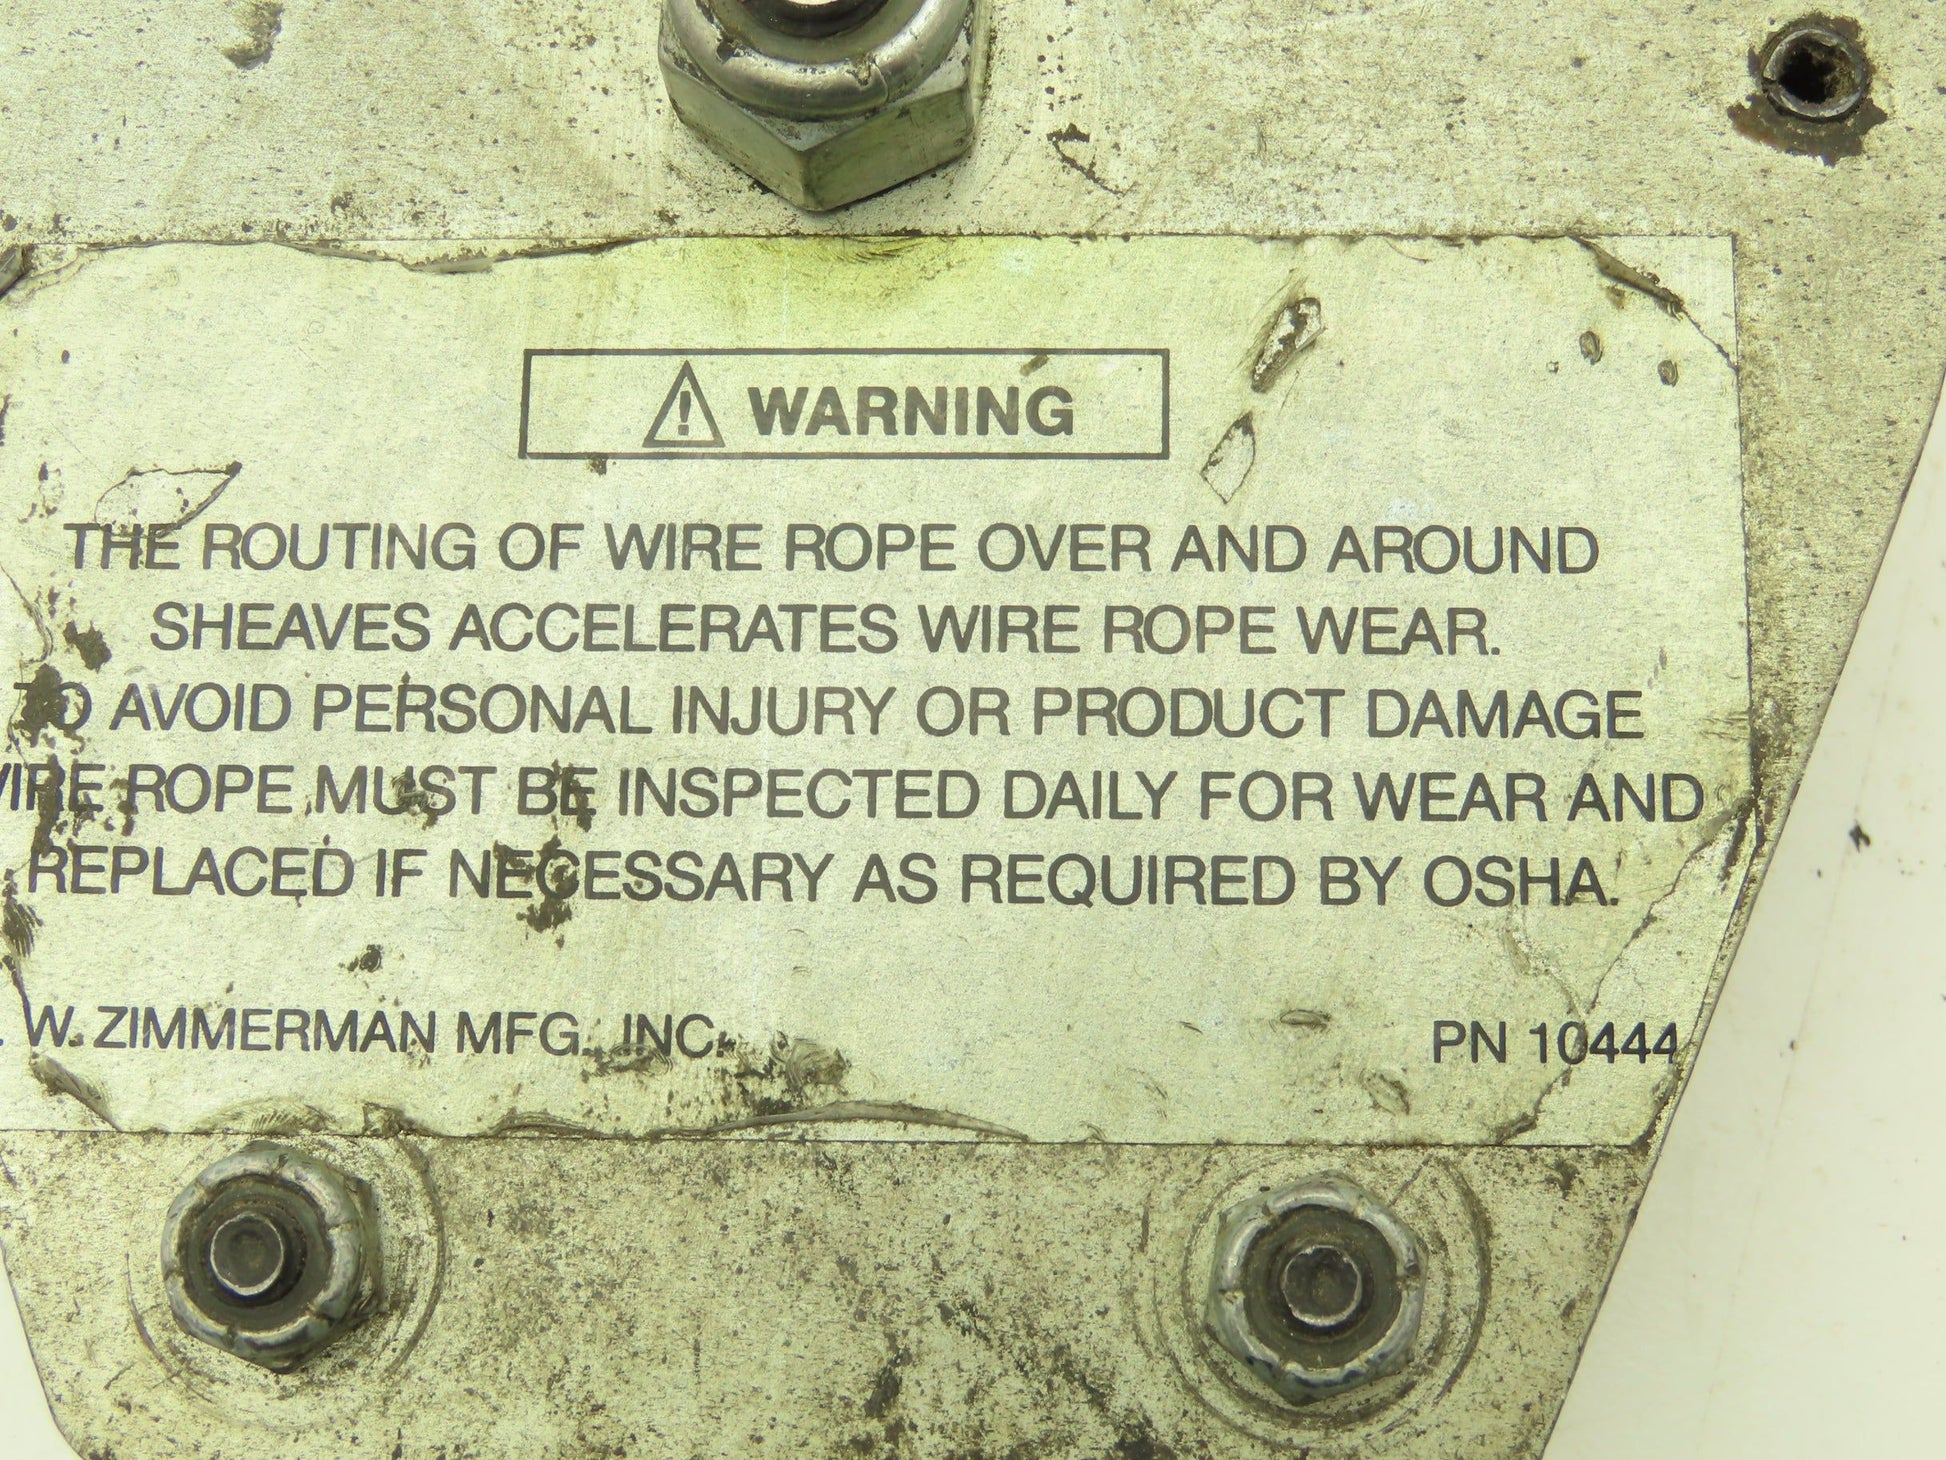 WARNING
THE ROUTING OF WIRE ROPE OVER AND AROUND
SHEAVES ACCELERATES WIRE ROPE WEAR.
TO AVOID PERSONAL INJURY OR PRODUCT DAMAGE
WIRE ROPE MUST BE INSPECTED DAILY FOR WEAR AND
REPLACED IF NECESSARY AS REQUIRED BY OSHA.
W. ZIMMERMAN MFG. INC. PN 10444